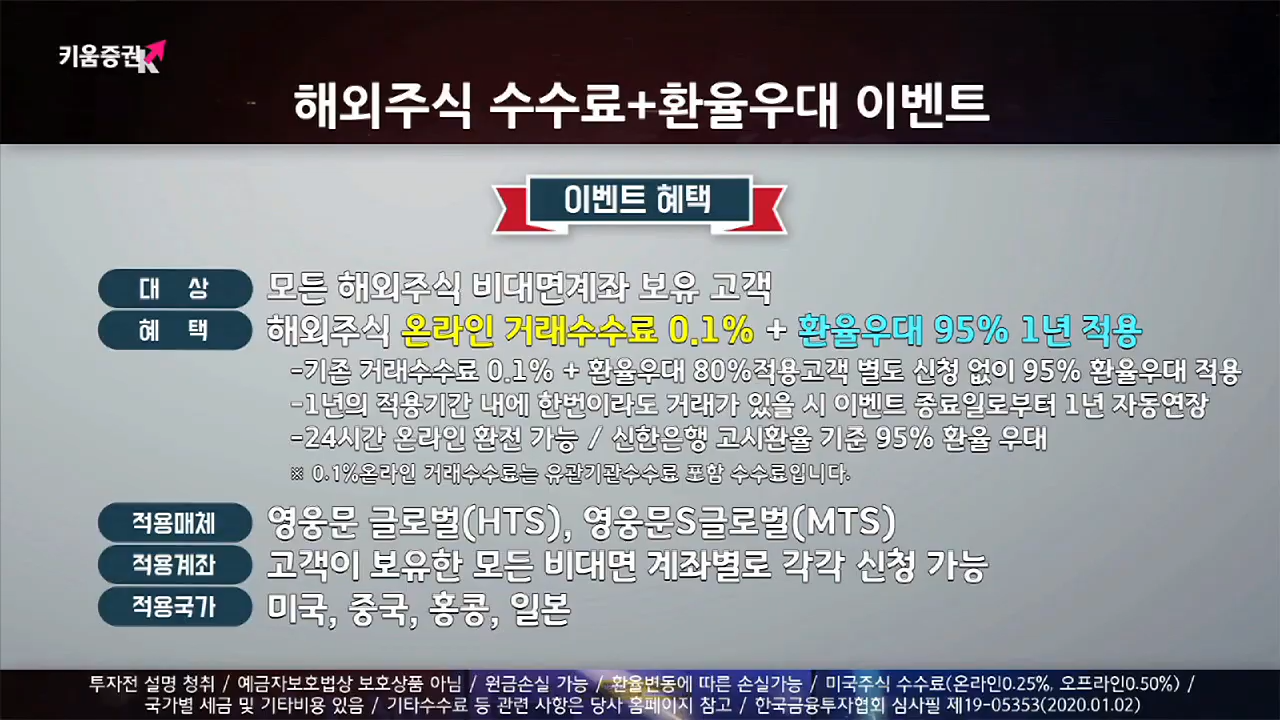 키움증권
해외주식 수수료+환율우대 이벤트
이벤트 혜택
대 상 모든 해외주식 비대면계좌 보유 고객
혜 택 해외주식 온라인 거래수수료 0.1% + 환율우대 95% 1년 적용
-기존 거래수수료 0.1% + 환율우대 80%적용고객 별도 신청 없이 95% 환율우대 적용
-1년의 적용기간 내에 한번이라도 거래가 있을 시 이벤트 종료일로부터 1년 자동연장
-24시간 온라인 환전 가능 / 신한은행 고시환율 기준 95% 환율 우대
※ 0.1%온라인 거래수수료는 유관기관수수료 포함 수수료입니다.
적용매체 영웅문 글로벌(HTS), 영웅문S글로벌(MTS)
적용계좌 고객이 보유한 모든 비대면 계좌별로 각각 신청 가능
적용국가 미국, 중국, 홍콩, 일본
투자전 설명 청취 / 예금자보호법상 보호상품 아님 / 원금손실 가능 / 환율변동에 따른 손실가능 / 미국주식 수수료(온라인0.25%, 오프라인0.50%) /
국가별 세금 및 기타비용 있음 / 기타수수료 등 관련 사항은 당사 홈페이지 참고 / 한국금융투자협회 심사필 제19-05353(2020.01.02)